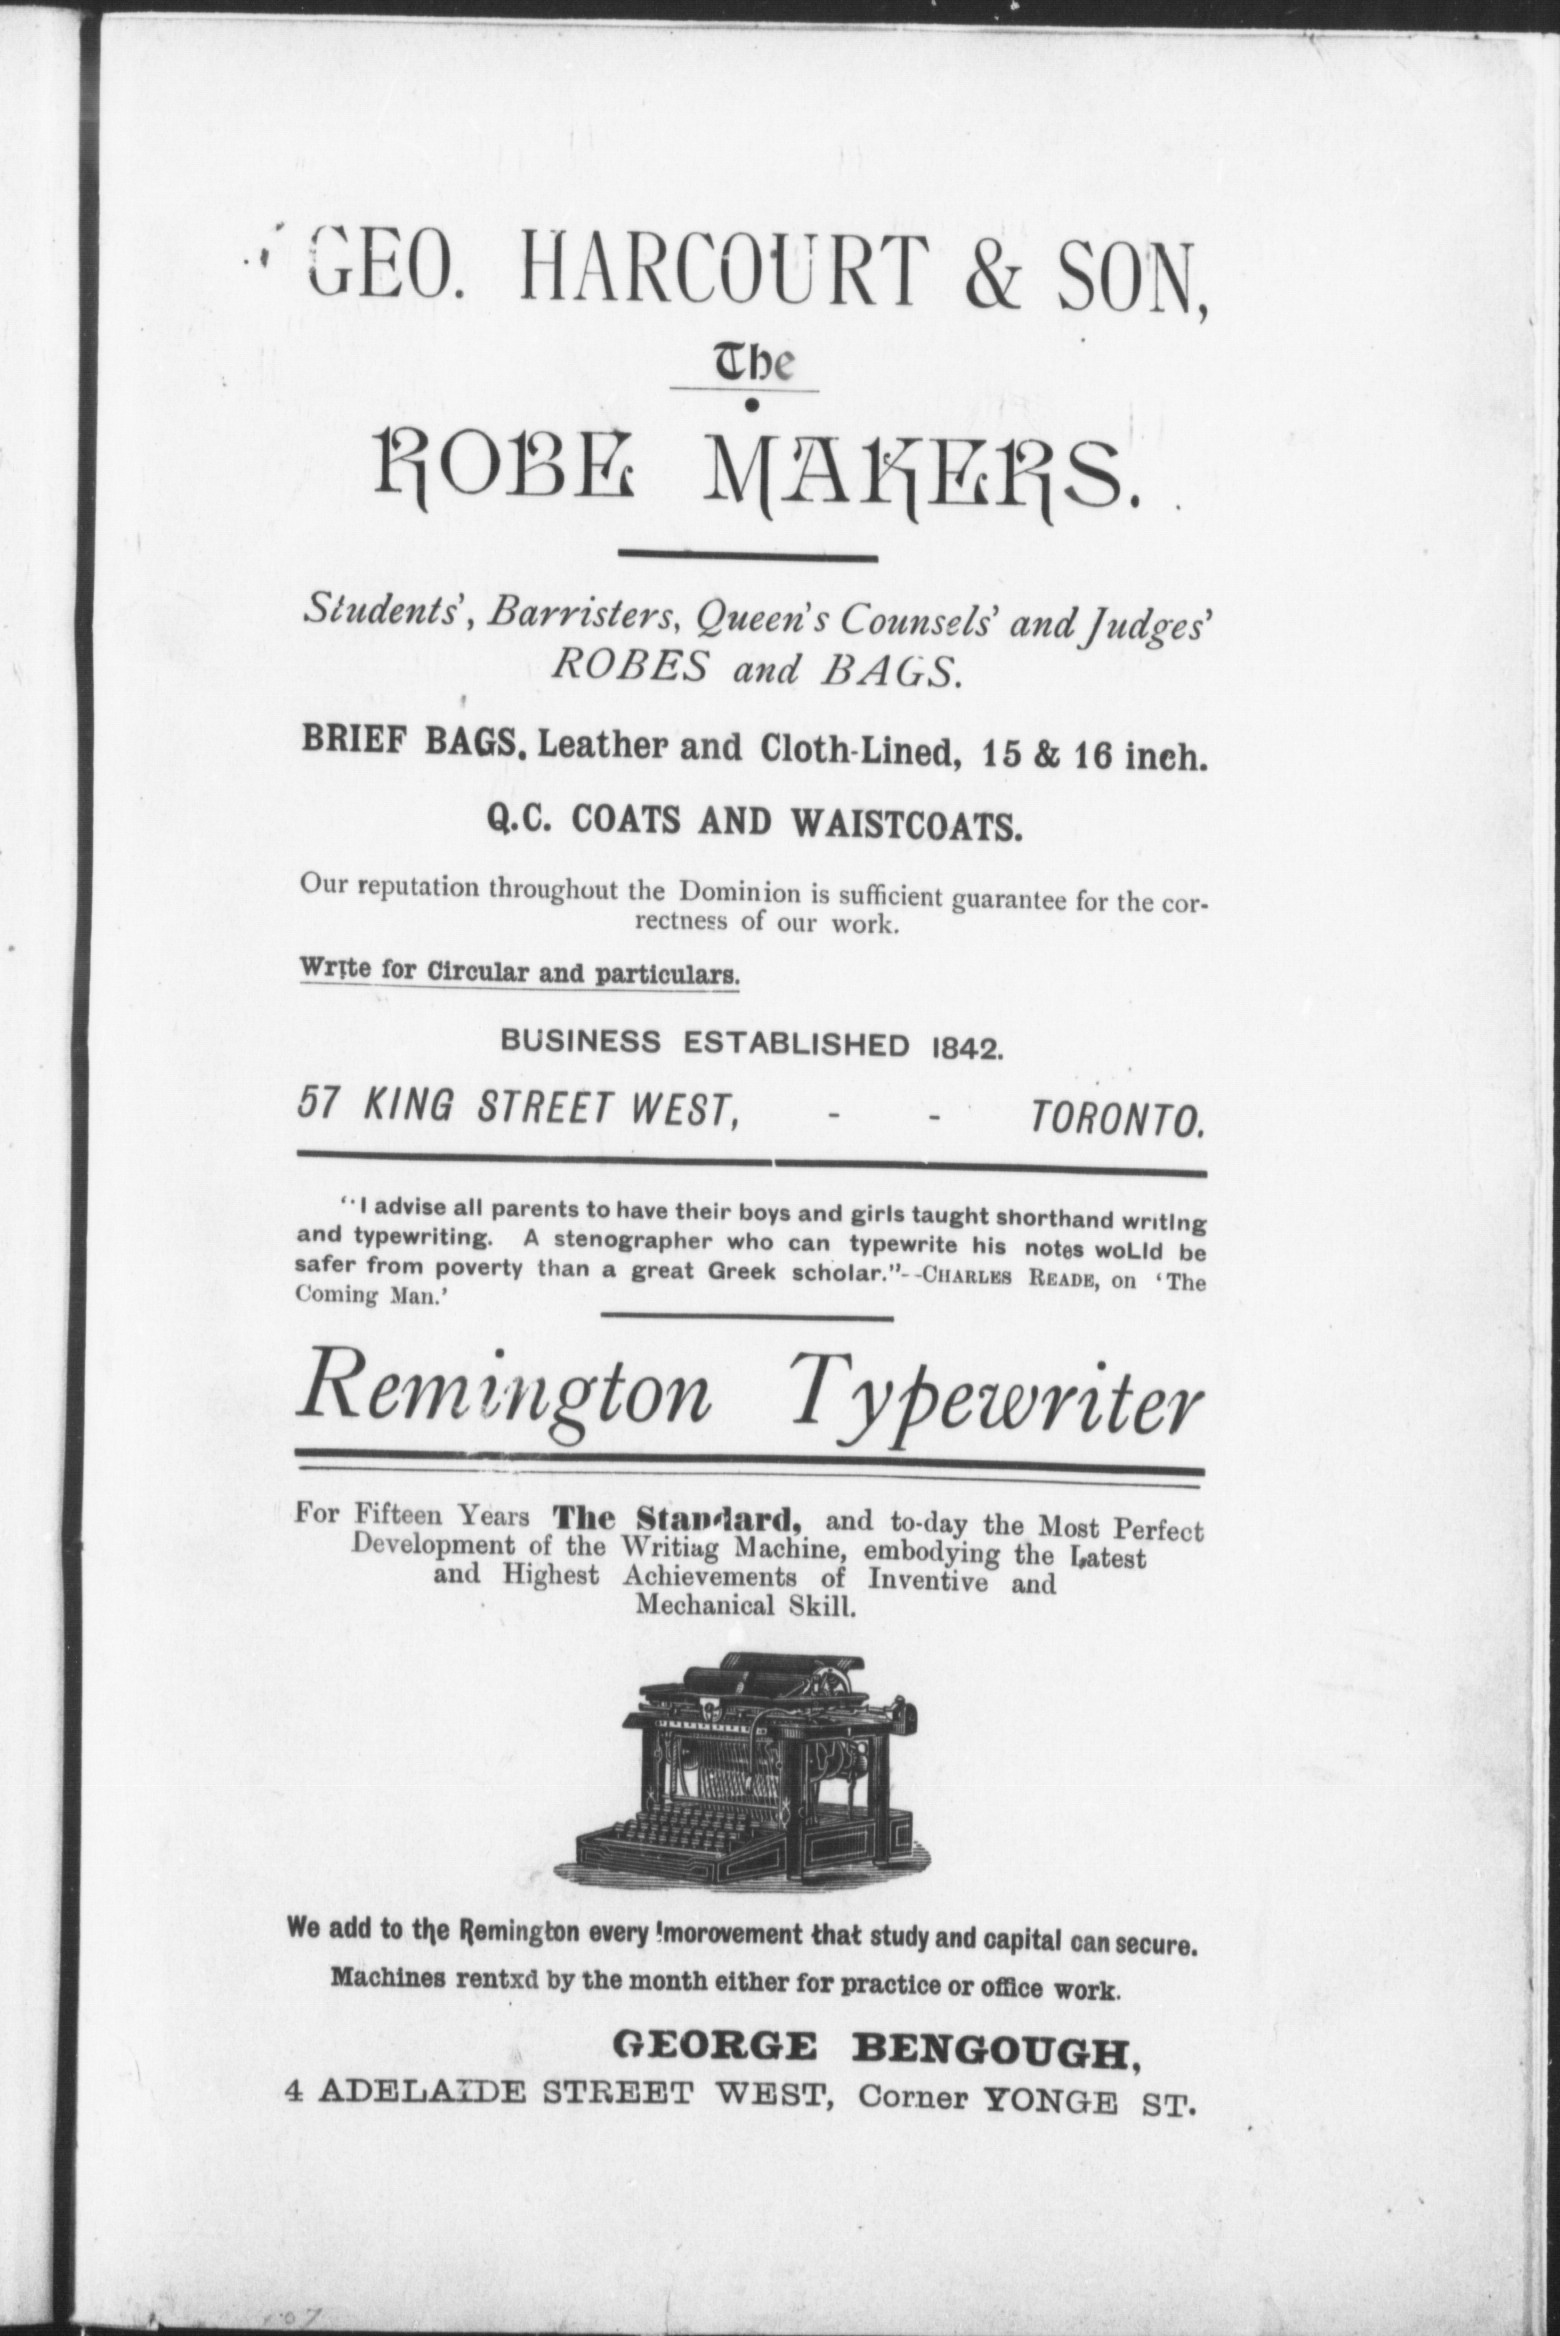 GEO. HARCOURT & SON,
The
ROBE MAKERS.
Students', Barristers, Queen's Counsels' and Judges'
ROBES and BAGS.
BRIEF BAGS. Leather and Cloth-Lined, 15 & 16 inch.
Q.C. COATS AND WAISTCOATS.
Our reputation throughout the Dominion is sufficient guarantee for the cor-
rectness of our work.
Write for Circular and particulars.
BUSINESS ESTABLISHED 1842.
57 KING STREET WEST, - - TORONTO.
"I advise all parents to have their boys and girls taught shorthand writing
and typewriting. A stenographer who can typewrite his notes woLld be
safer from poverty than a great Greek scholar."--CHARLES READE, on 'The
Coming Man.'
Remington Typewriter
For Fifteen Years The Standard, and to-day the Most Perfect
Development of the Writiag Machine, embodying the Latest
and Highest Achievements of Inventive and
Mechanical Skill.
We add to the Remington every !morovement that study and capital can secure.
Machines rentxd by the month either for practice or office work.
GEORGE BENGOUGH,
4 ADELAIDE STREET WEST, Corner YONGE ST.